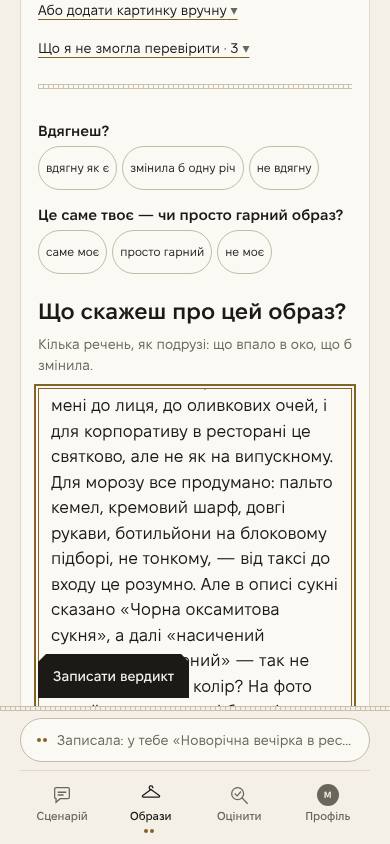 Або додати картинку вручну ▾
Що я не змогла перевірити · 3 ▾
Вдягнеш?
вдягну як є
змінила б одну річ
не вдягну
Це саме твоє — чи просто гарний образ?
саме моє
просто гарний
не моє
Що скажеш про цей образ?
Кілька речень, як подрузі: що впало в око, що б
змінила.
мені до лиця, до оливкових очей, і
для корпоративу в ресторані це
святково, але не як на випускному.
Для морозу все продумано: пальто
кемел, кремовий шарф, довгі
рукави, ботильйони на блоковому
підборі, не тонкому, — від таксі до
входу це розумно. Але в описі сукні
сказано «Чорна оксамитова
сукня», а далі «насичений
— так не
Записати вердикт
колір? На фото
Записала: у тебе «Новорічна вечірка в рес...
Сценарій
Образи
Оцінити
М
Профіль